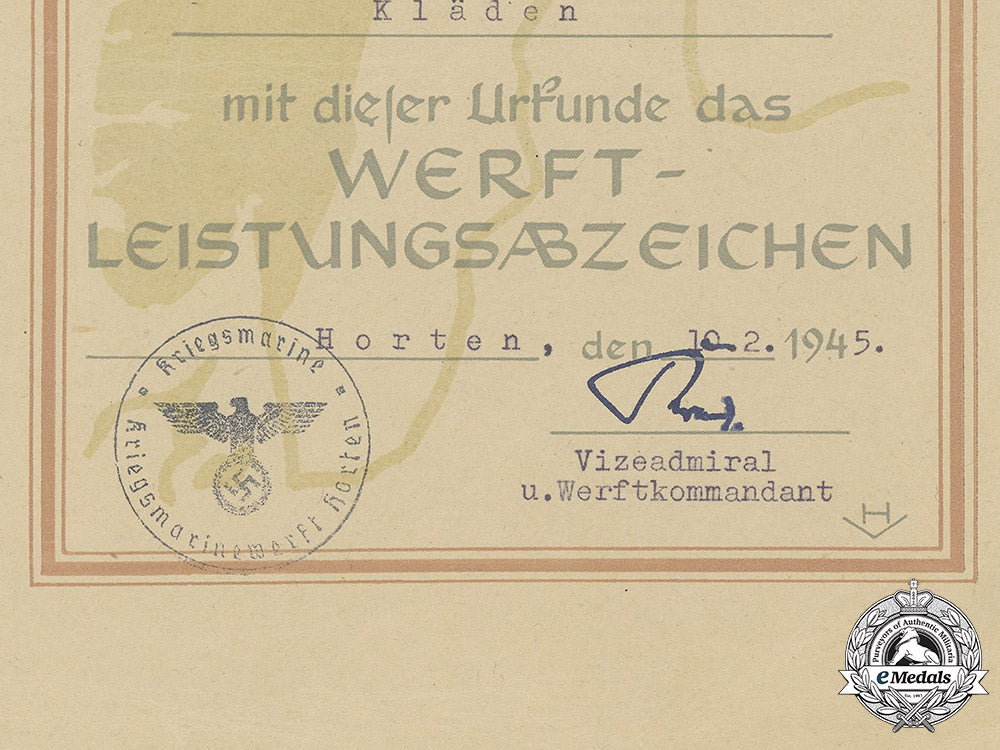 Kläden
mit dieser Urkunde das
WERFT-
LEISTUNGSABZEICHEN
Horten, den 10. 2. 1945.
Kriegsmarine
Kriegsmarinewerft Horten
Vizeadmiral
u.Werftkommandant
H
Purveyors of Authentic Militaria
eMedals